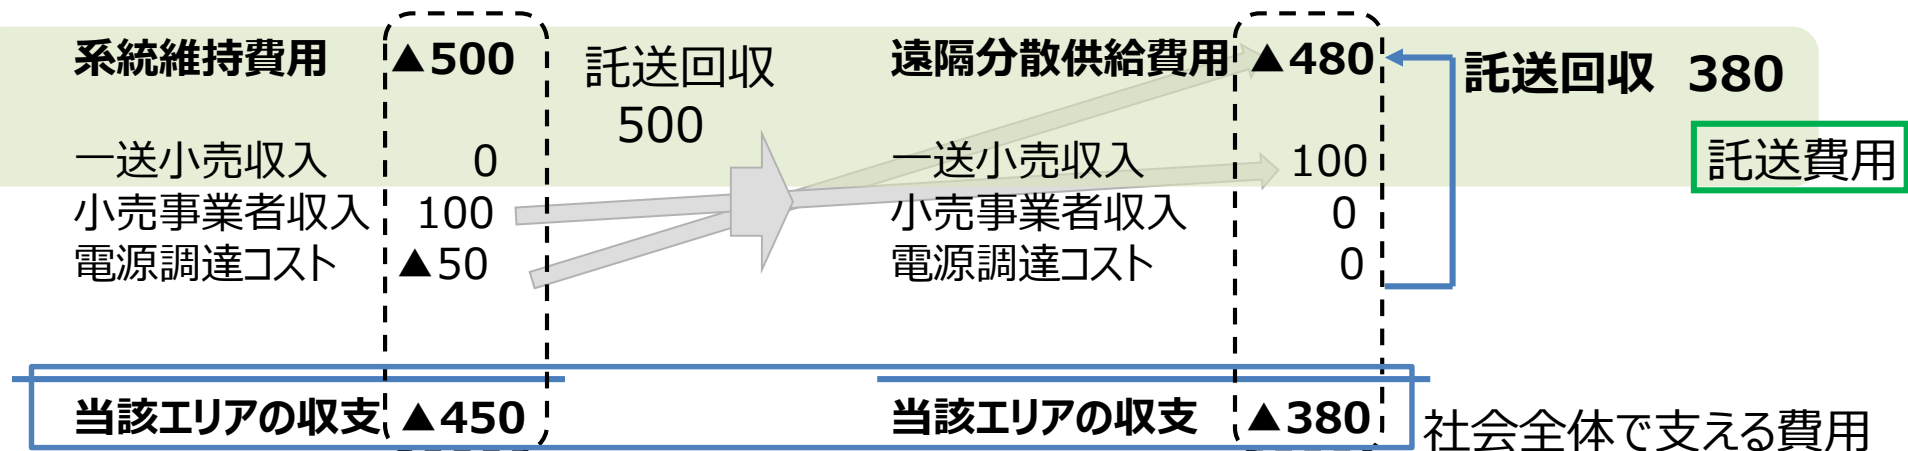 系統維持費用 ▲500 託送回収 遠隔分散供給費用 ▲480 託送回収 380
500
託送費用
一送小売収入 0 一送小売収入 100
小売事業者収入 100 小売事業者収入 0
電源調達コスト ▲50 電源調達コスト 0
当該エリアの収支 ▲450 当該エリアの収支 ▲380 社会全体で支える費用